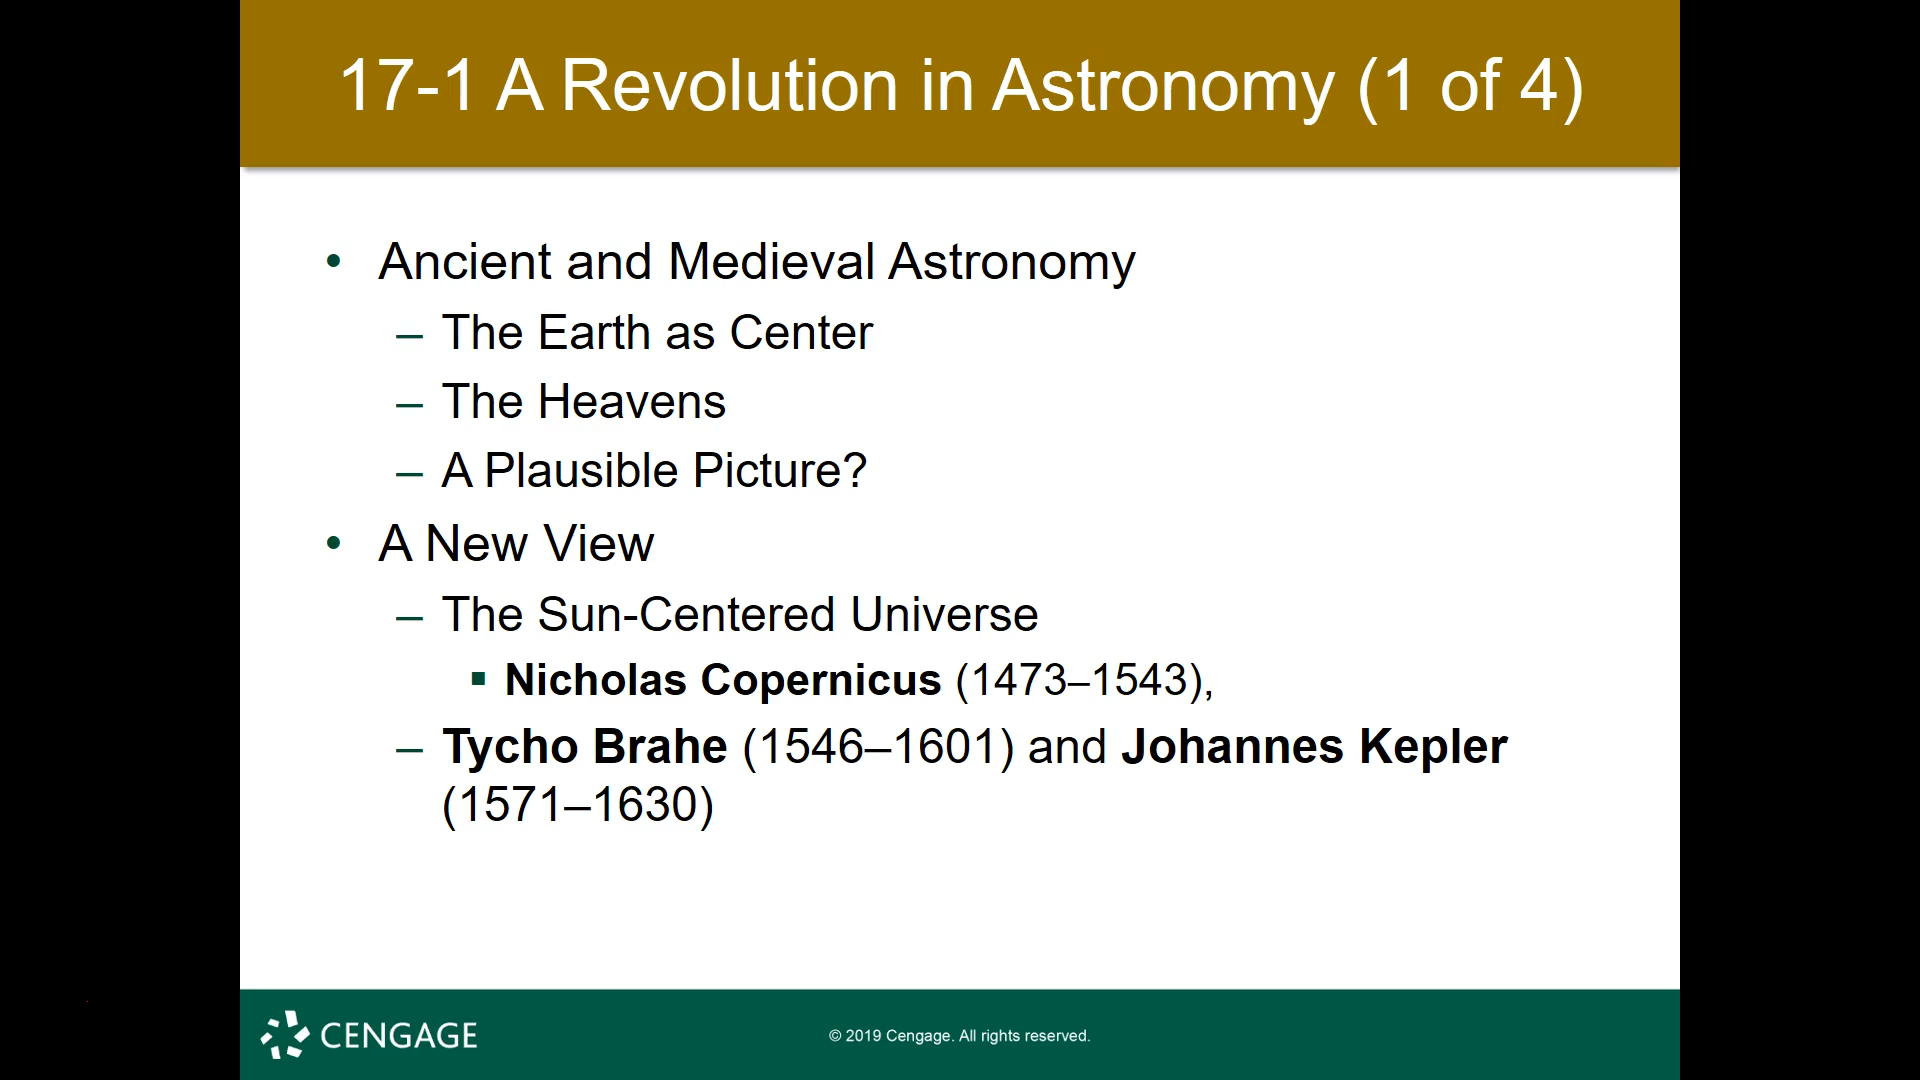 17-1 A Revolution in Astronomy (1 of 4)
• Ancient and Medieval Astronomy
– The Earth as Center
– The Heavens
– A Plausible Picture?
• A New View
– The Sun-Centered Universe
▪ Nicholas Copernicus (1473–1543),
– Tycho Brahe (1546–1601) and Johannes Kepler
(1571–1630)
CENGAGE
© 2019 Cengage. All rights reserved.